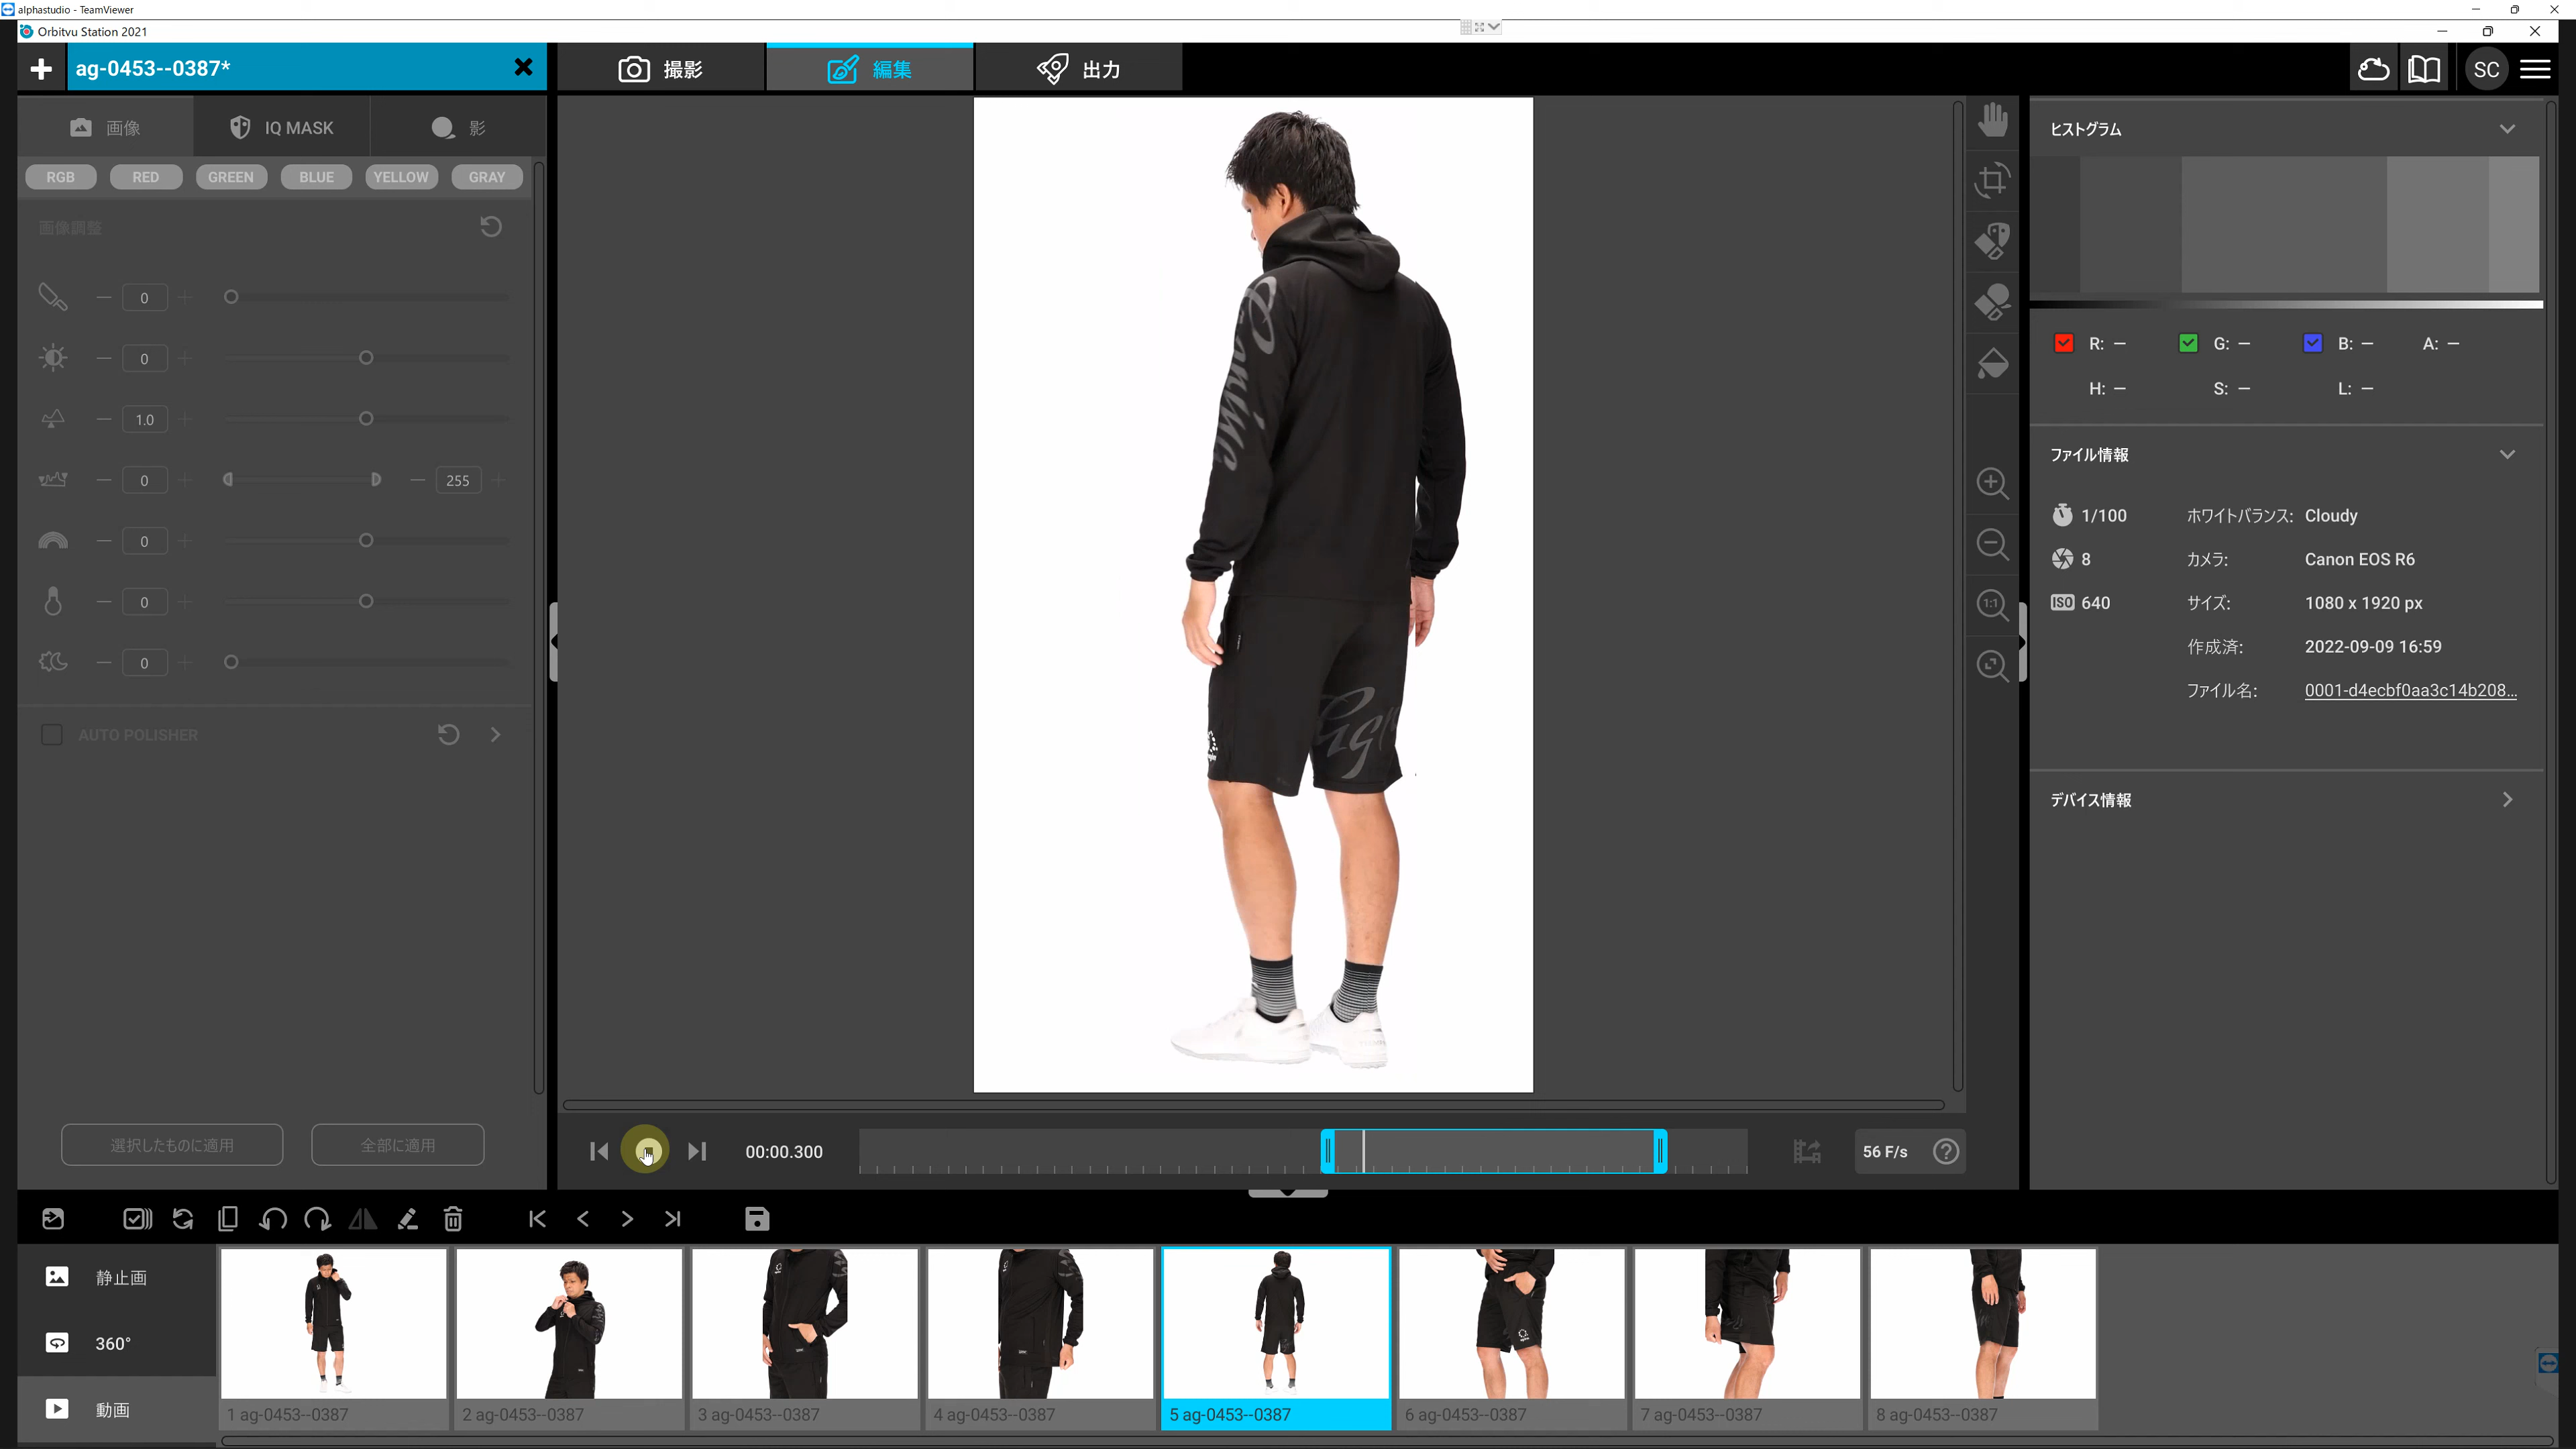 alphastudio - TeamViewer
Orbitvu Station 2021
ag-0453--0387*
撮影
編集
出力
SC
画像
IQ MASK
影
RGB
RED
GREEN
BLUE
YELLOW
GRAY
画像調整
0
0
1.0
0
255
0
0
0
AUTO POLISHER
選択したものに適用
全部に適用
1:1
ヒストグラム
R: –
G: –
B: –
A: –
H: –
S: –
L: –
ファイル情報
1/100
ホワイトバランス: Cloudy
8
カメラ: Canon EOS R6
ISO 640
サイズ: 1080 x 1920 px
作成済: 2022-09-09 16:59
ファイル名: 0001-d4ecbf0aa3c14b208...
デバイス情報
00:00.300
56 F/s
静止画
360°
動画
1 ag-0453--0387
2 ag-0453--0387
3 ag-0453--0387
4 ag-0453--0387
5 ag-0453--0387
6 ag-0453--0387
7 ag-0453--0387
8 ag-0453--0387